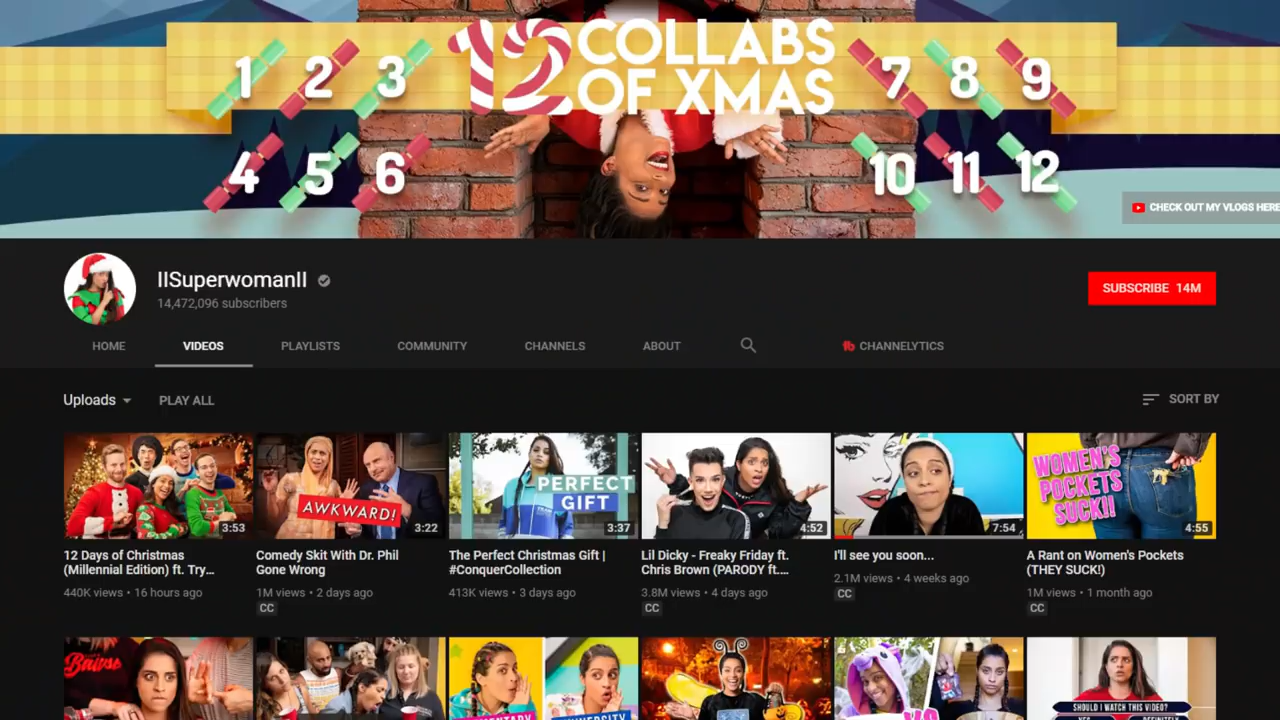 12 COLLABS
OF XMAS
1 2 3
7 8 9
4 5 6
10 11 12
CHECK OUT MY VLOGS HERE
IISuperwomanII
14,472,096 subscribers
SUBSCRIBE 14M
HOME VIDEOS PLAYLISTS COMMUNITY CHANNELS ABOUT CHANNELYTICS
Uploads PLAY ALL SORT BY
3:53
AWKWARD!
3:22
PERFECT
GIFT
3:37
4:52
7:54
WOMEN'S
POCKETS
SUCK!!
4:55
12 Days of Christmas
(Millennial Edition) ft. Try...
440K views • 16 hours ago
Comedy Skit With Dr. Phil
Gone Wrong
1M views • 2 days ago
CC
The Perfect Christmas Gift |
#ConquerCollection
413K views • 3 days ago
Lil Dicky - Freaky Friday ft.
Chris Brown (PARODY ft....
3.8M views • 4 days ago
CC
I'll see you soon...
2.1M views • 4 weeks ago
CC
A Rant on Women's Pockets
(THEY SUCK!)
1M views • 1 month ago
CC
VS
SHOULD I WATCH THIS VIDEO?